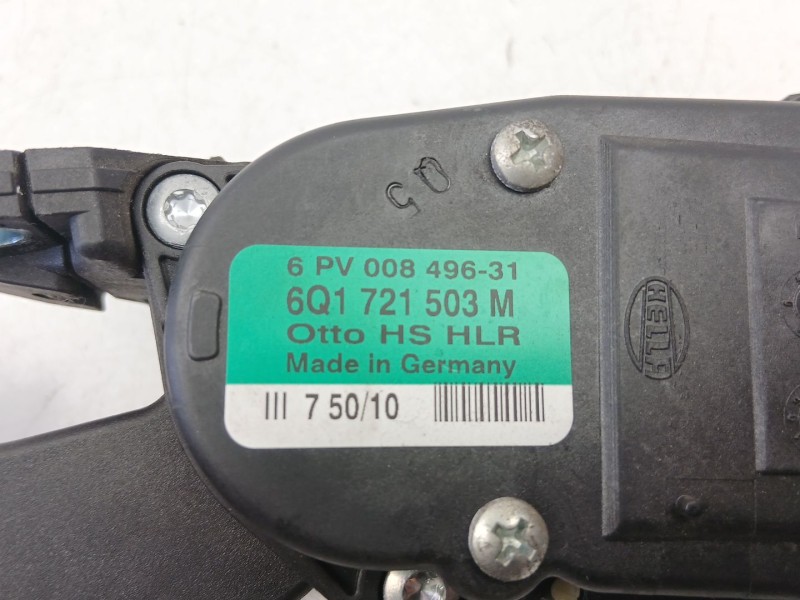 05
6 PV 008 496-31
6Q1 721 503 M
Otto HS HLR
Made in Germany
III 7 50/10
HELLA